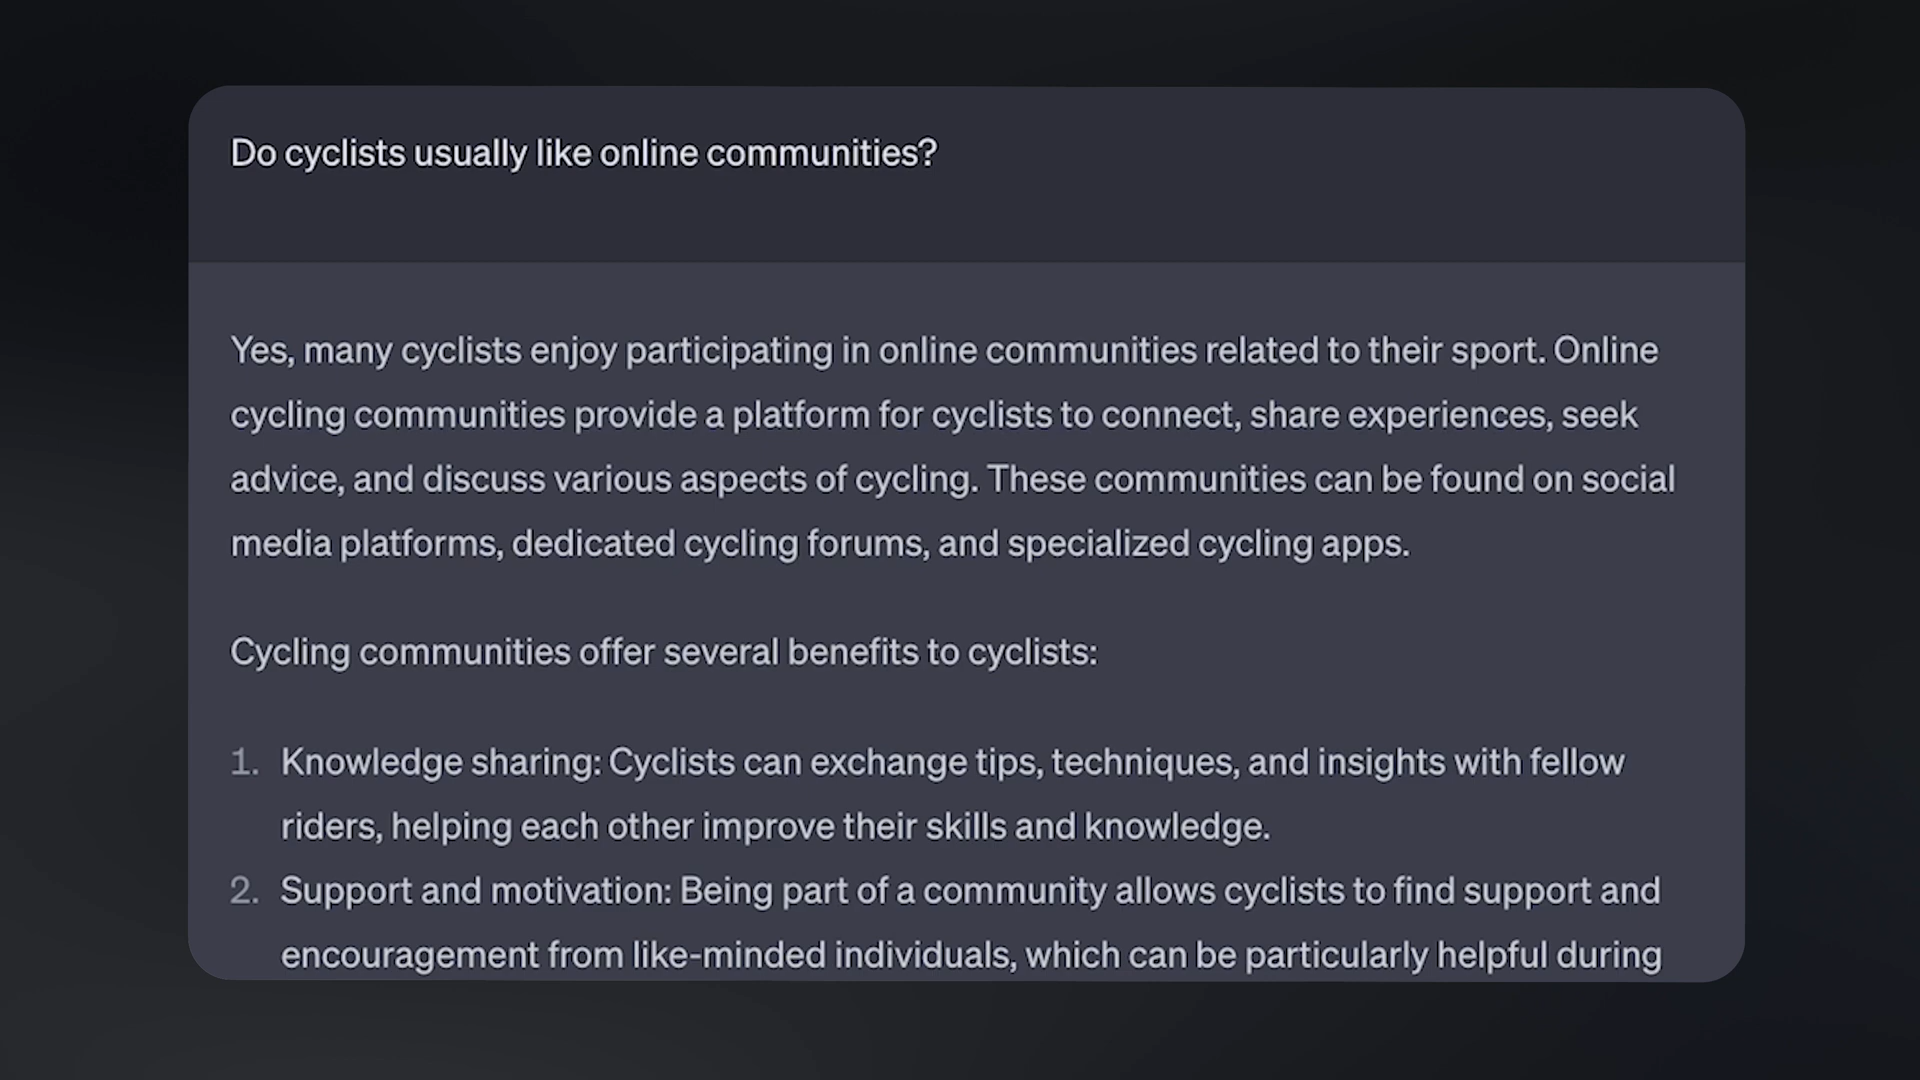 Do cyclists usually like online communities?
Yes, many cyclists enjoy participating in online communities related to their sport. Online
cycling communities provide a platform for cyclists to connect, share experiences, seek
advice, and discuss various aspects of cycling. These communities can be found on social
media platforms, dedicated cycling forums, and specialized cycling apps.
Cycling communities offer several benefits to cyclists:
1. Knowledge sharing: Cyclists can exchange tips, techniques, and insights with fellow
riders, helping each other improve their skills and knowledge.
2. Support and motivation: Being part of a community allows cyclists to find support and
encouragement from like-minded individuals, which can be particularly helpful during